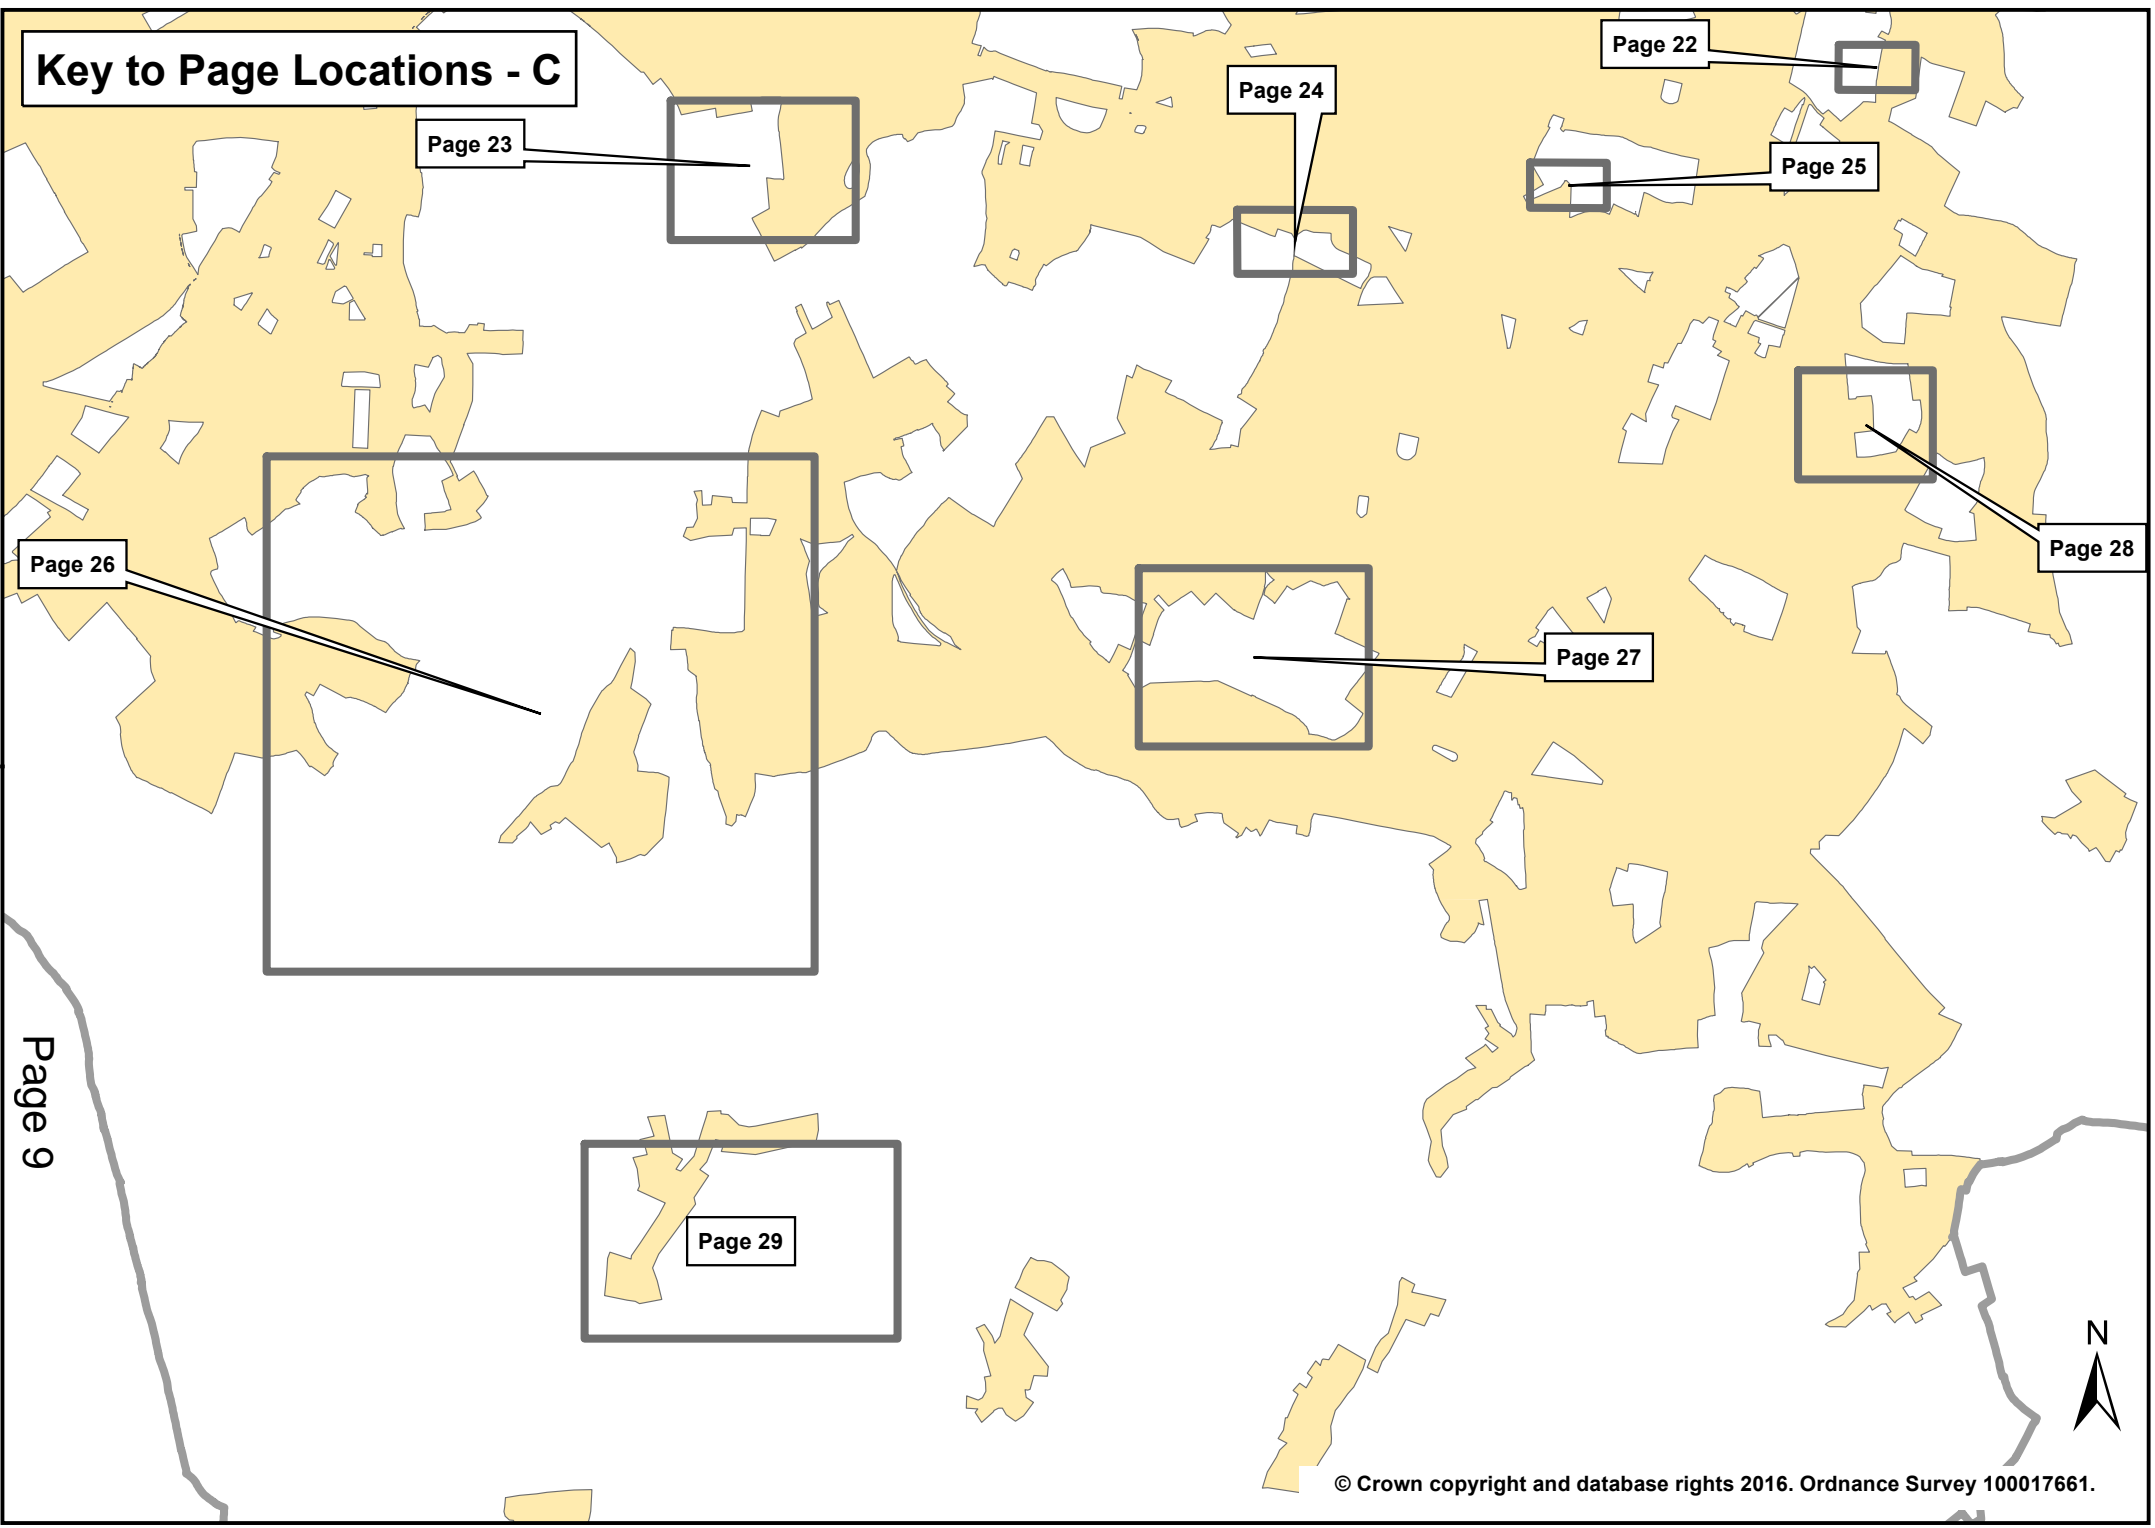 Key to Page Locations - C
Page 22
Page 23
Page 24
Page 25
Page 26
Page 27
Page 28
Page 29
Page 9
N
© Crown copyright and database rights 2016. Ordnance Survey 100017661.